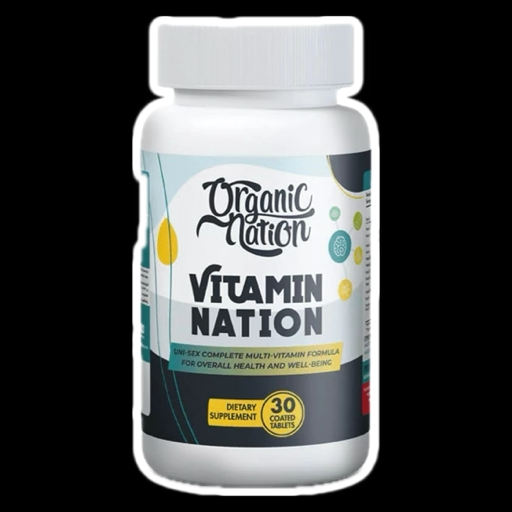 Organic
Nation
VITAMIN
NATION
UNI-SEX COMPLETE MULTI-VITAMIN FORMULA
FOR OVERALL HEALTH AND WELL-BEING
DIETARY
SUPPLEMENT
30
COATED
TABLETS